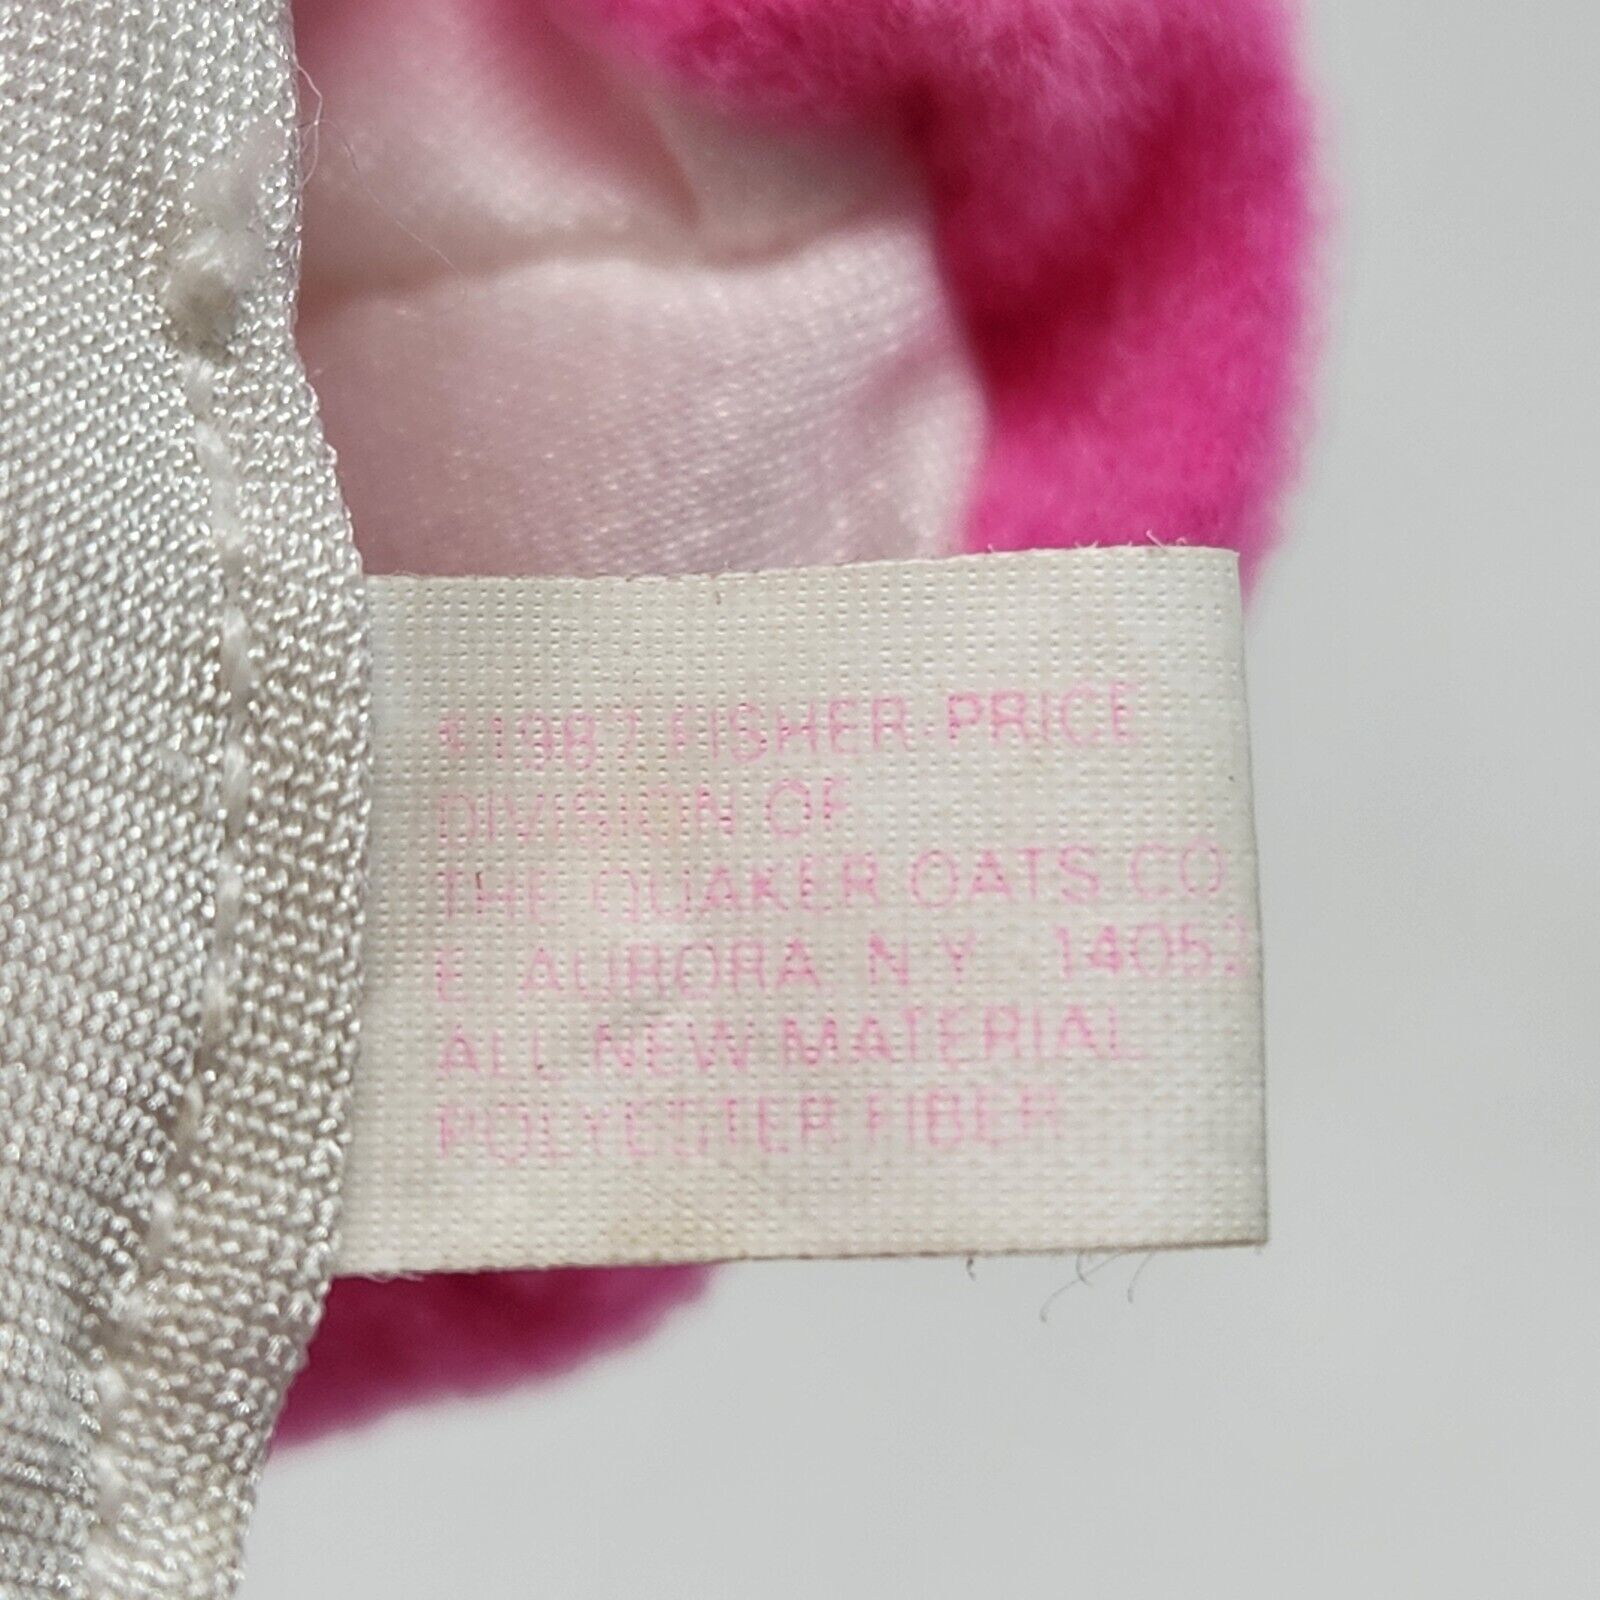 © 1987 FISHER-PRICE
DIVISION OF
THE QUAKER OATS CO
E. AURORA, N.Y. 14052
ALL NEW MATERIAL
POLYESTER FIBER